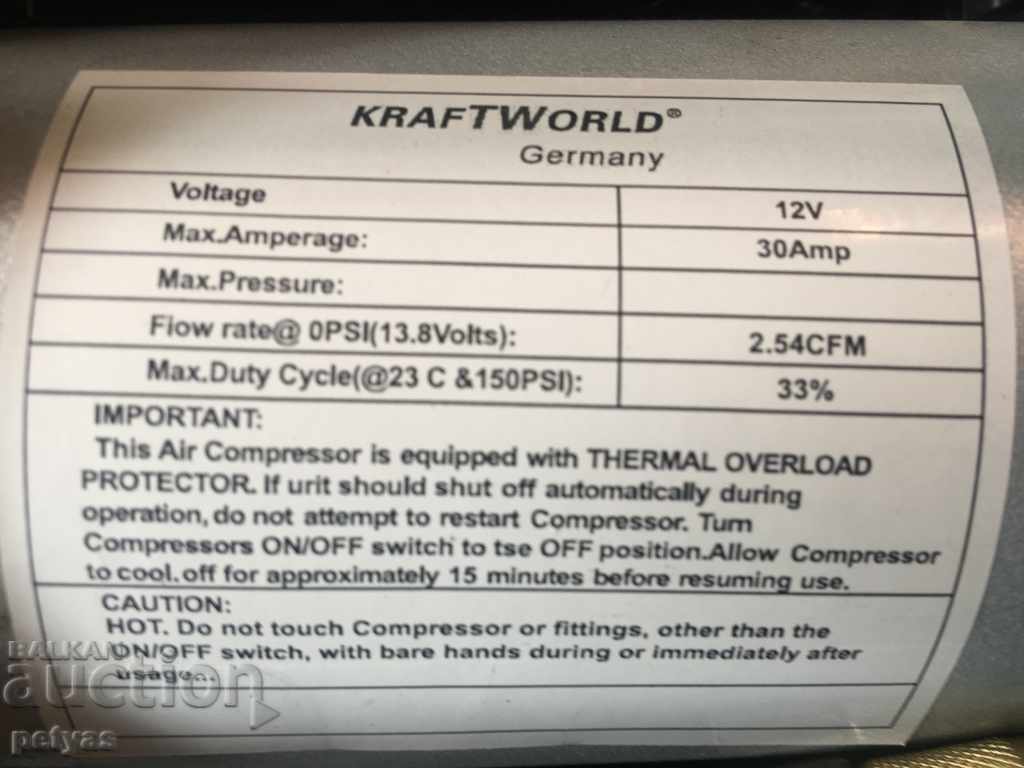 KRAFTWORLD®
Germany
Voltage 12V
Max.Amperage: 30Amp
Max.Pressure:
Flow rate@ 0PSI(13.8Volts): 2.54CFM
Max.Duty Cycle(@23 C &150PSI): 33%
IMPORTANT:
This Air Compressor is equipped with THERMAL OVERLOAD
PROTECTOR. If urit should shut off automatically during
operation, do not attempt to restart Compressor. Tum
Compressors ON/OFF switch to tse OFF position.Allow Compressor
to cool.off for approximately 15 minutes before resuming use.
CAUTION:
HOT. Do not touch Compressor or fittings, other than the
ON/OFF switch, with bare hands during or immediately after
usage..
BALKAN
auction
petyas